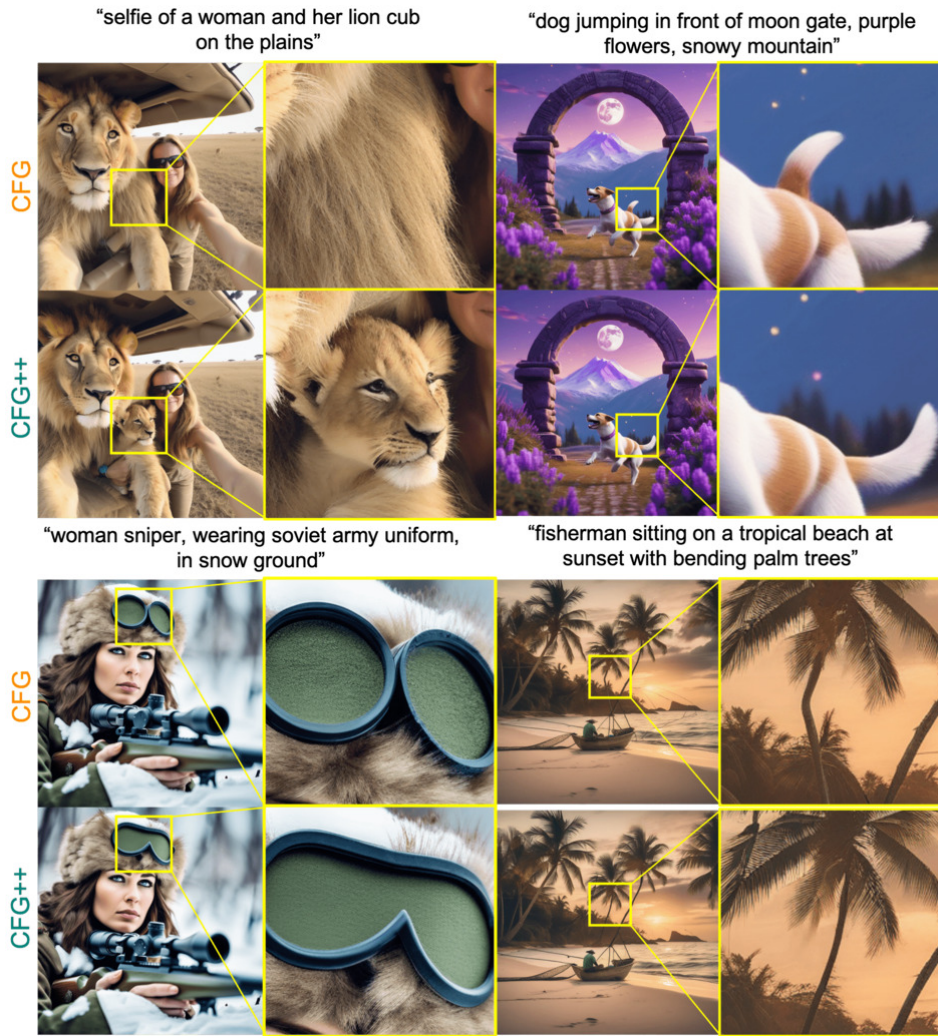 “selfie of a woman and her lion cub
on the plains”
“dog jumping in front of moon gate, purple
flowers, snowy mountain”
CFG
CFG++
“woman sniper, wearing soviet army uniform,
in snow ground”
“fisherman sitting on a tropical beach at
sunset with bending palm trees”
CFG
CFG++